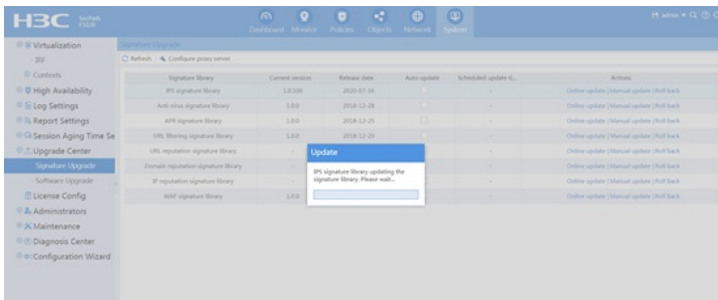 H3C SecPath
Dashboard Monitor Policies Objects Network System
admin
Virtualization
IRF
Contexts
High Availability
Log Settings
Report Settings
Session Aging Time Se
Upgrade Center
Signature Upgrade
Software Upgrade
License Config
Administrators
Maintenance
Diagnosis Center
Configuration Wizard
Signature Upgrade
Refresh Configure proxy server
Signature library Current version Release date Auto update Scheduled update ti... Actions
IPS signature library 1.0.100 2020-07-16 - Online update | Manual update | Roll back
Anti-virus signature library 1.0.0 2018-12-28 - Online update | Manual update | Roll back
APR signature library 1.0.0 2018-12-25 - Online update | Manual update | Roll back
URL filtering signature library 1.0.0 2018-12-29 - Online update | Manual update | Roll back
URL reputation signature library - Online update | Manual update | Roll back
Domain reputation signature library - Online update | Manual update | Roll back
IP reputation signature library - Online update | Manual update | Roll back
WAF signature library 1.0.0 - Online update | Manual update | Roll back
Update
IPS signature library updating the
signature library. Please wait...